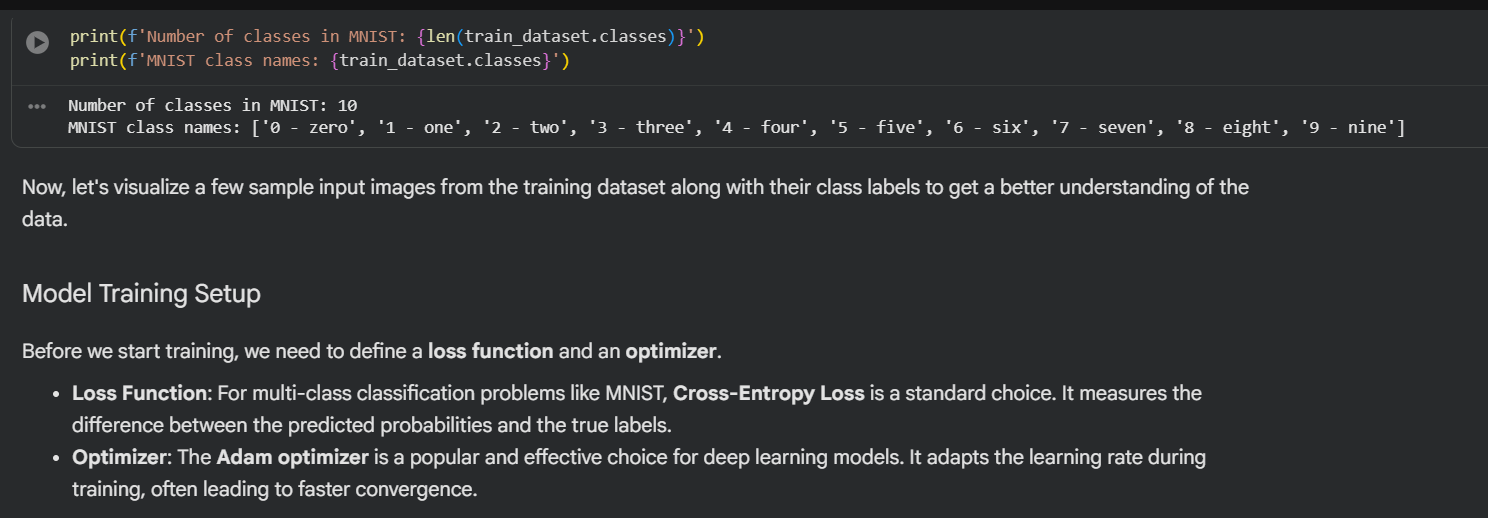 print(f'Number of classes in MNIST: {len(train_dataset.classes)}')
print(f'MNIST class names: {train_dataset.classes}')
Number of classes in MNIST: 10
MNIST class names: ['0 - zero', '1 - one', '2 - two', '3 - three', '4 - four', '5 - five', '6 - six', '7 - seven', '8 - eight', '9 - nine']
Now, let's visualize a few sample input images from the training dataset along with their class labels to get a better understanding of the
data.
Model Training Setup
Before we start training, we need to define a loss function and an optimizer.
• Loss Function: For multi-class classification problems like MNIST, Cross-Entropy Loss is a standard choice. It measures the
difference between the predicted probabilities and the true labels.
• Optimizer: The Adam optimizer is a popular and effective choice for deep learning models. It adapts the learning rate during
training, often leading to faster convergence.